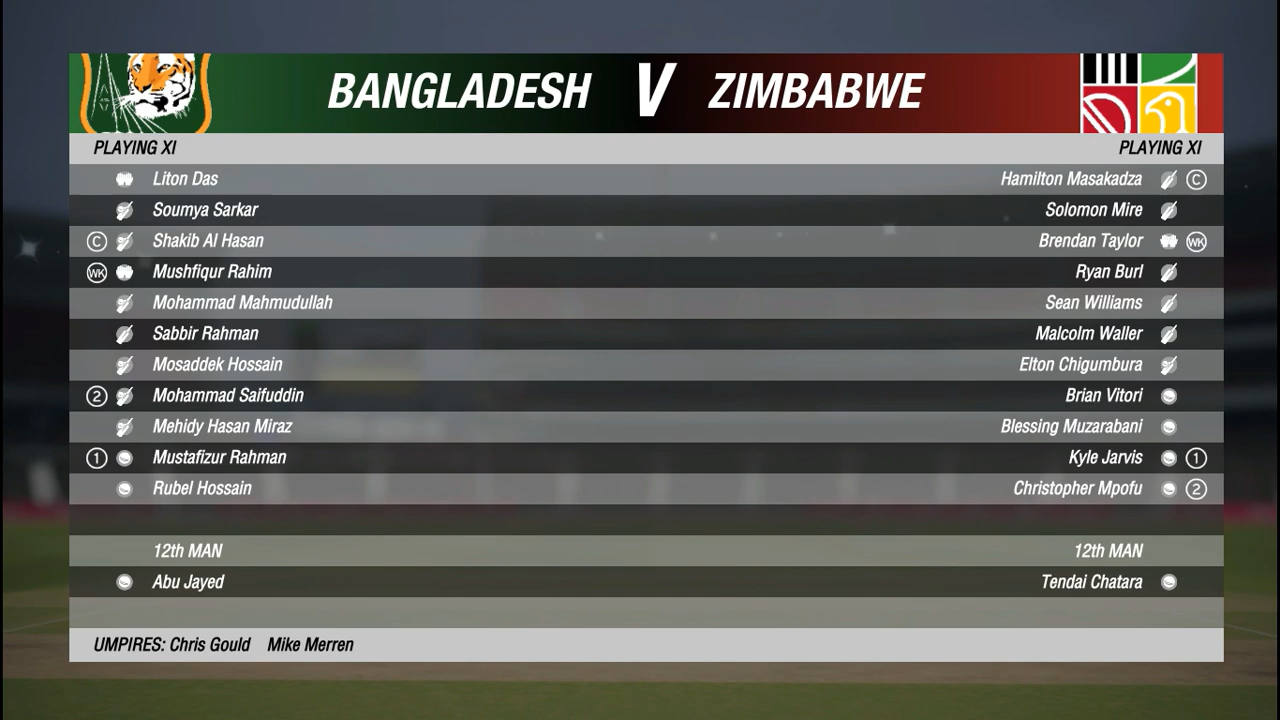 BANGLADESH V ZIMBABWE
PLAYING XI PLAYING XI
Liton Das Hamilton Masakadza C
Soumya Sarkar Solomon Mire
C Shakib Al Hasan Brendan Taylor WK
WK Mushfiqur Rahim Ryan Burl
Mohammad Mahmudullah Sean Williams
Sabbir Rahman Malcolm Waller
Mosaddek Hossain Elton Chigumbura
2 Mohammad Saifuddin Brian Vitori
Mehidy Hasan Miraz Blessing Muzarabani
1 Mustafizur Rahman Kyle Jarvis 1
Rubel Hossain Christopher Mpofu 2
12th MAN 12th MAN
Abu Jayed Tendai Chatara
UMPIRES: Chris Gould Mike Merren